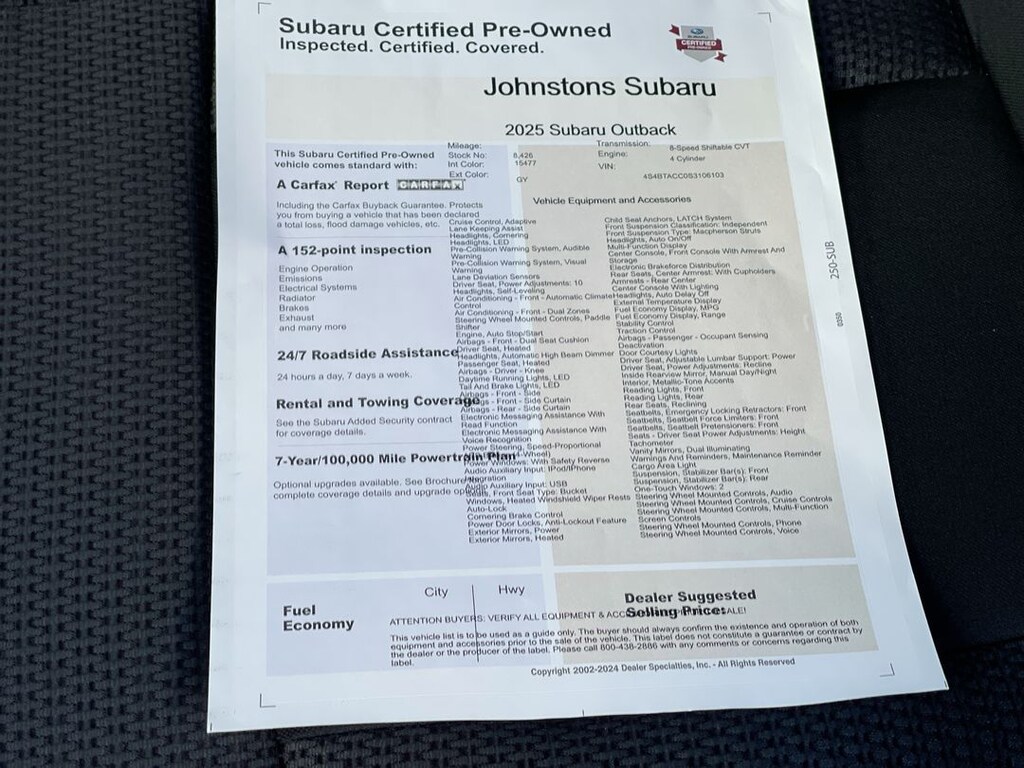 Subaru Certified Pre-Owned
Inspected. Certified. Covered.
SUBARU
CERTIFIED
PRE-OWNED
Johnstons Subaru
2025 Subaru Outback
This Subaru Certified Pre-Owned
vehicle comes standard with:
A Carfax® Report CARFAX
Including the Carfax Buyback Guarantee. Protects
you from buying a vehicle that has been declared
a total loss, flood damage vehicles, etc.
A 152-point inspection
Engine Operation
Emissions
Electrical Systems
Radiator
Brakes
Exhaust
and many more
24/7 Roadside Assistance
24 hours a day, 7 days a week.
Rental and Towing Coverage
See the Subaru Added Security contract
for coverage details.
7-Year/100,000 Mile Powertrain Plan
Optional upgrades available. See Brochure
complete coverage details and upgrade
Mileage: 8,426
Stock No: 15477
Int Color:
Ext Color: GY
Transmission: 8-Speed Shiftable CVT
Engine: 4 Cylinder
VIN: 4S4BTACC0S3106103
Vehicle Equipment and Accessories
Cruise Control, Adaptive
Lane Keeping Assist
Headlights, Cornering
Headlights, LED
Pre-Collision Warning System, Audible
Warning
Pre-Collision Warning System, Visual
Warning
Lane Deviation Sensors
Driver Seat, Power Adjustments: 10
Headlights, Self-Leveling
Air Conditioning - Front - Automatic Climate
Control
Air Conditioning - Front - Dual Zones
Steering Wheel Mounted Controls, Paddle
Shifter
Engine, Auto Stop/Start
Airbags - Front - Dual Seat Cushion
Driver Seat, Heated
Headlights, Automatic High Beam Dimmer
Passenger Seat, Heated
Airbags - Driver - Knee
Daytime Running Lights, LED
Tail And Brake Lights, LED
Airbags - Front - Side
Airbags - Front - Side Curtain
Airbags - Rear - Side Curtain
Electronic Messaging Assistance With
Read Function
Electronic Messaging Assistance With
Voice Recognition
Power Steering, Speed-Proportional
4-Wheel)
Power Windows: With Safety Reverse
Audio Auxiliary Input: IPod/IPhone
Integration
Audio Auxiliary Input: USB
Seats, Front Seat Type: Bucket
Windows, Heated Windshield Wiper Rests
Auto-Lock
Cornering Brake Control
Power Door Locks, Anti-Lockout Feature
Exterior Mirrors, Power
Exterior Mirrors, Heated
Child Seat Anchors, LATCH System
Front Suspension Classification: Independent
Front Suspension Type: Macpherson Struts
Headlights, Auto On/Off
Multi-Function Display
Center Console, Front Console With Armrest And
Storage
Electronic Brakeforce Distribution
Rear Seats, Center Armrest: With Cupholders
Armrests - Rear Center
Center Console With Lighting
Headlights, Auto Delay Off
External Temperature Display
Fuel Economy Display, MPG
Fuel Economy Display, Range
Stability Control
Traction Control
Airbags - Passenger - Occupant Sensing
Deactivation
Door Courtesy Lights
Driver Seat, Adjustable Lumbar Support: Power
Driver Seat, Power Adjustments: Recline
Inside Rearview Mirror, Manual Day/Night
Interior, Metallic-Tone Accents
Reading Lights, Front
Reading Lights, Rear
Rear Seats, Reclining
Seatbelts, Emergency Locking Retractors: Front
Seatbelts, Seatbelt Force Limiters: Front
Seatbelts, Seatbelt Pretensioners: Front
Seats - Driver Seat Power Adjustments: Height
Tachometer
Vanity Mirrors, Dual Illuminating
Warnings And Reminders, Maintenance Reminder
Cargo Area Light
Suspension, Stabilizer Bar(s): Front
Suspension, Stabilizer Bar(s): Rear
One-Touch Windows: 2
Steering Wheel Mounted Controls, Audio
Steering Wheel Mounted Controls, Cruise Controls
Steering Wheel Mounted Controls, Multi-Function
Screen Controls
Steering Wheel Mounted Controls, Phone
Steering Wheel Mounted Controls, Voice
250-SUB
0350
Fuel
Economy
City
Hwy
Dealer Suggested
Selling Price:
ATTENTION BUYERS: VERIFY ALL EQUIPMENT & SALE!
This vehicle list is to be used as a guide only. The buyer should always confirm the existence and operation of both
equipment and accessories prior to the sale of the vehicle. This label does not constitute a guarantee or contract by
the dealer or the producer of the label. Please call 800-438-2886 with any comments or concerns regarding this
label.
Copyright 2002-2024 Dealer Specialties, Inc. - All Rights Reserved